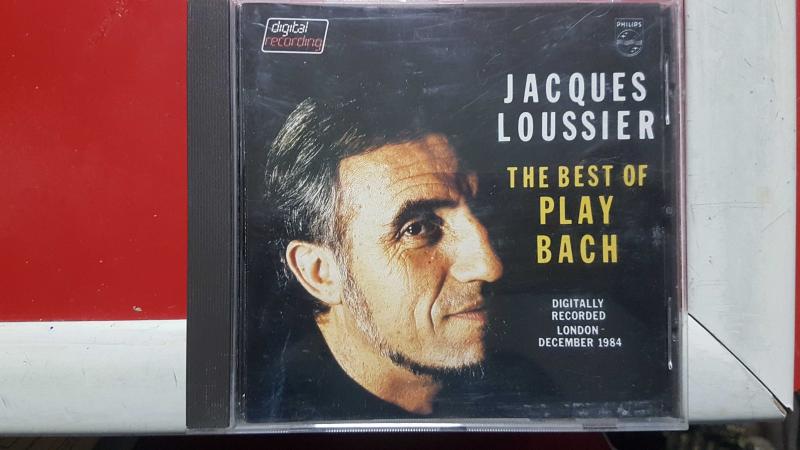 digital
recording
PHILIPS
JACQUES
LOUSSIER
THE BEST OF
PLAY
BACH
DIGITALLY
RECORDED
LONDON-
DECEMBER 1984